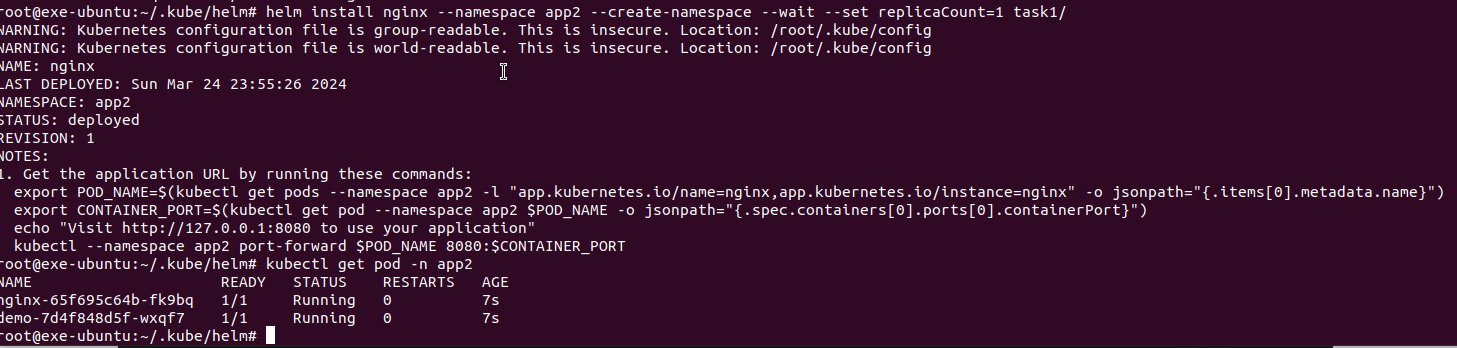 root@exe-ubuntu:~/.kube/helm# helm install nginx --namespace app2 --create-namespace --wait --set replicaCount=1 task1/
WARNING: Kubernetes configuration file is group-readable. This is insecure. Location: /root/.kube/config
WARNING: Kubernetes configuration file is world-readable. This is insecure. Location: /root/.kube/config
NAME: nginx
LAST DEPLOYED: Sun Mar 24 23:55:26 2024
NAMESPACE: app2
STATUS: deployed
REVISION: 1
NOTES:
1. Get the application URL by running these commands:
  export POD_NAME=$(kubectl get pods --namespace app2 -l "app.kubernetes.io/name=nginx,app.kubernetes.io/instance=nginx" -o jsonpath="{.items[0].metadata.name}")
  export CONTAINER_PORT=$(kubectl get pod --namespace app2 $POD_NAME -o jsonpath="{.spec.containers[0].ports[0].containerPort}")
  echo "Visit http://127.0.0.1:8080 to use your application"
  kubectl --namespace app2 port-forward $POD_NAME 8080:$CONTAINER_PORT
root@exe-ubuntu:~/.kube/helm# kubectl get pod -n app2
NAME                     READY   STATUS    RESTARTS   AGE
nginx-65f695c64b-fk9bq   1/1     Running   0          7s
demo-7d4f848d5f-wxqf7    1/1     Running   0          7s
root@exe-ubuntu:~/.kube/helm#